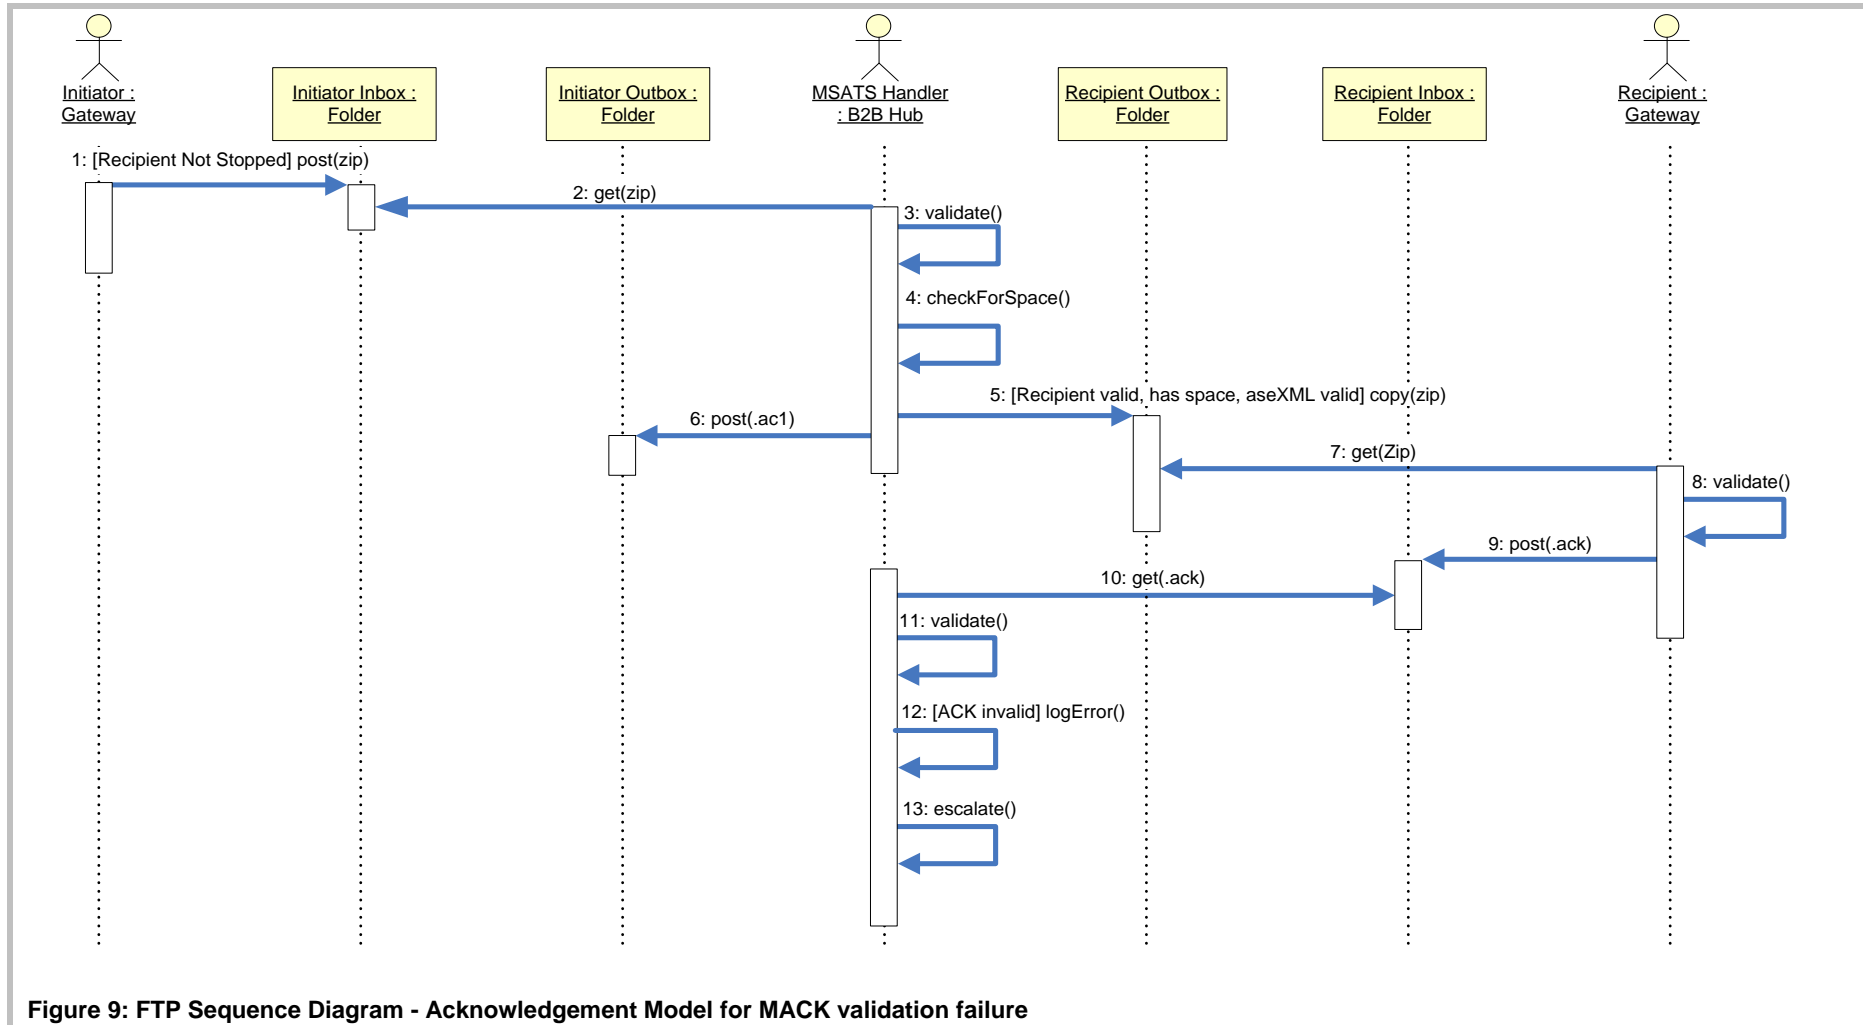 Initiator :
Gateway
Initiator Inbox :
Folder
Initiator Outbox :
Folder
MSATS Handler
: B2B Hub
Recipient Outbox :
Folder
Recipient Inbox :
Folder
Recipient :
Gateway
1: [Recipient Not Stopped] post(zip)
2: get(zip)
3: validate()
4: checkForSpace()
5: [Recipient valid, has space, aseXML valid] copy(zip)
6: post(.ac1)
7: get(Zip)
8: validate()
9: post(.ack)
10: get(.ack)
11: validate()
12: [ACK invalid] logError()
13: escalate()
Figure 9: FTP Sequence Diagram - Acknowledgement Model for MACK validation failure